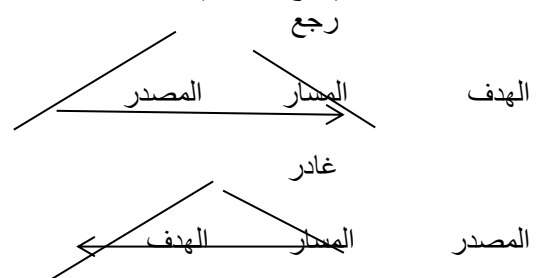 رجع
الهدف المسار المصدر
غادر
المصدر المسار الهدف